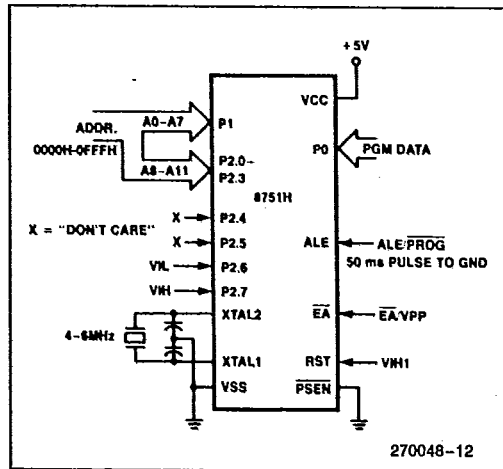 +5V
VCC
A0-A7
P1
ADDR.
0000H-0FFFH
P2.0-
P2.3
A8-A11
P0
PGM DATA
8751H
X
P2.4
X = "DON'T CARE"
X
P2.5
ALE
ALE/PROG
50 ms PULSE TO GND
VIL
P2.6
VIH
P2.7
XTAL2
EA
EA/VPP
4-6MHz
XTAL1
RST
VIH1
VSS
PSEN
270048-12